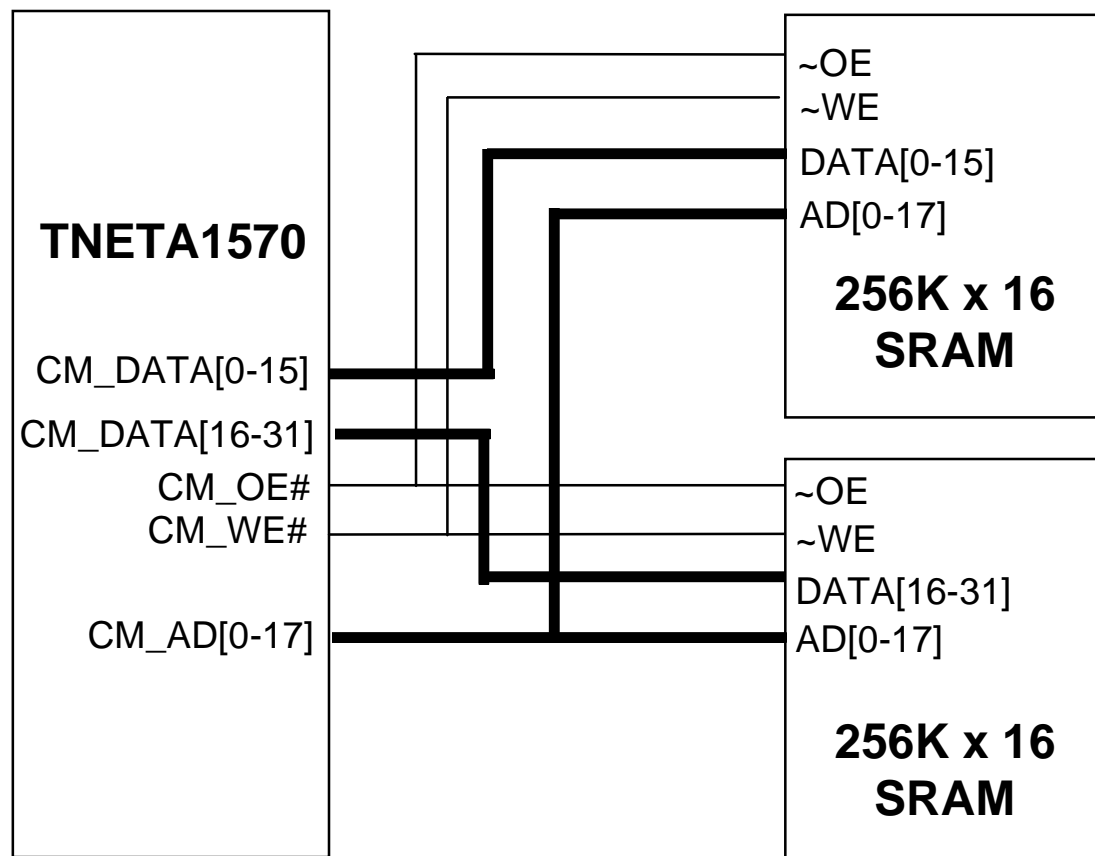 TNETA1570
CM_DATA[0-15]
CM_DATA[16-31]
CM_OE#
CM_WE#
CM_AD[0-17]
~OE
~WE
DATA[0-15]
AD[0-17]
256K x 16
SRAM
~OE
~WE
DATA[16-31]
AD[0-17]
256K x 16
SRAM